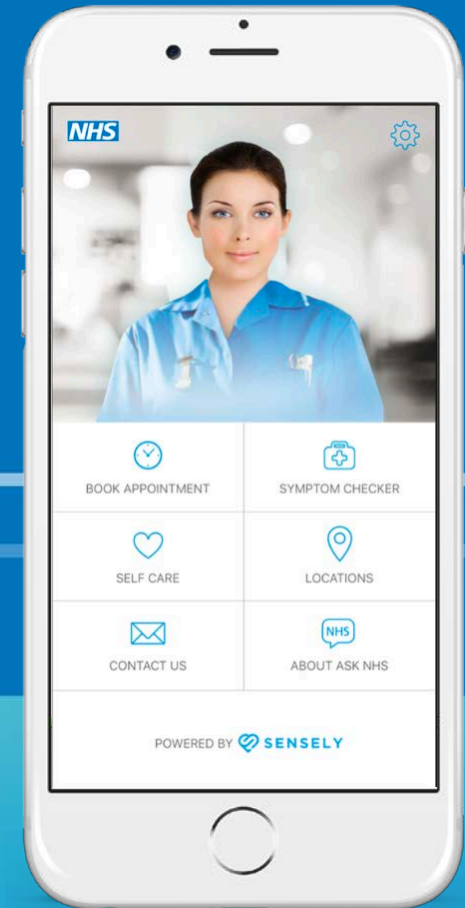 NHS
BOOK APPOINTMENT
SYMPTOM CHECKER
SELF CARE
LOCATIONS
CONTACT US
NHS
ABOUT ASK NHS
POWERED BY SENSELY